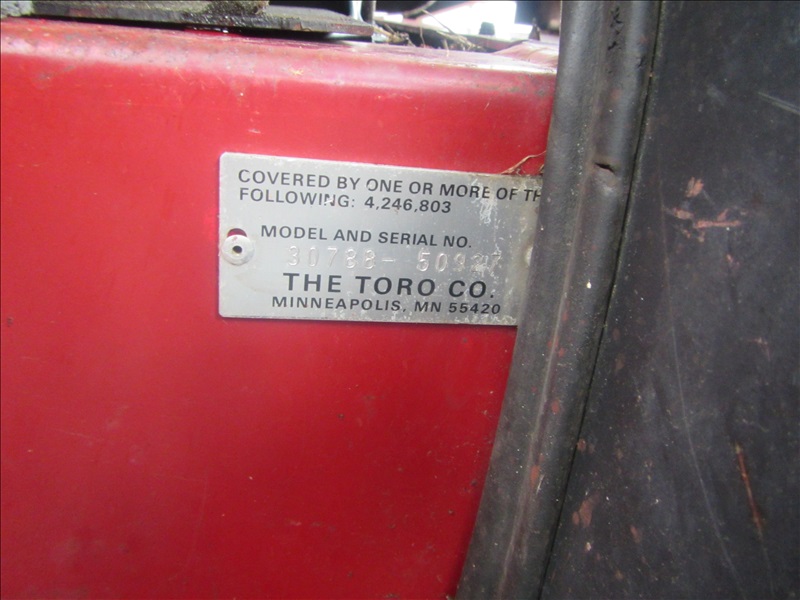 COVERED BY ONE OR MORE OF TH
FOLLOWING: 4,246,803
MODEL AND SERIAL NO.
THE TORO CO.
MINNEAPOLIS, MN 55420